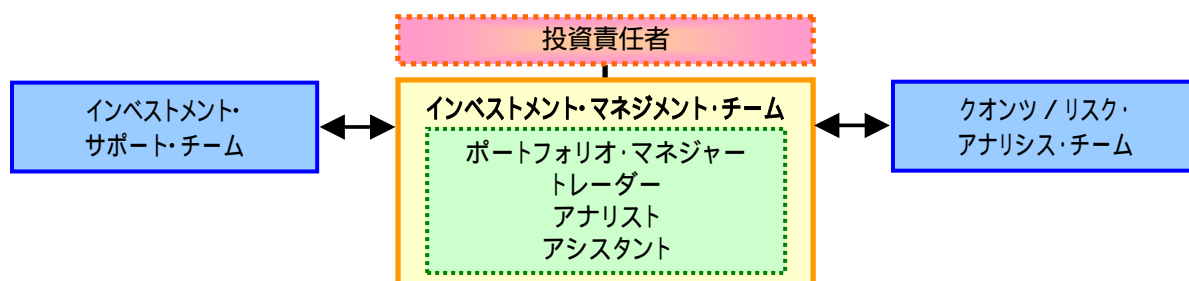 投資責任者
インベストメント・
サポート・チーム
インベストメント・マネジメント・チーム
ポートフォリオ・マネジャー
トレーダー
アナリスト
アシスタント
クオンツ / リスク・
アナリシス・チーム